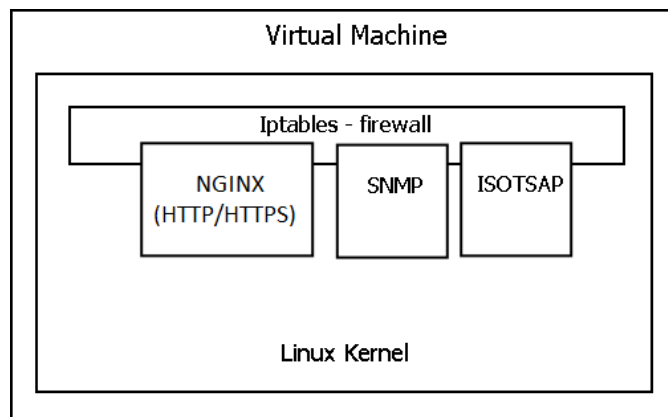 Virtual Machine
Iptables - firewall
NGINX
(HTTP/HTTPS)
SNMP
ISOTSAP
Linux Kernel